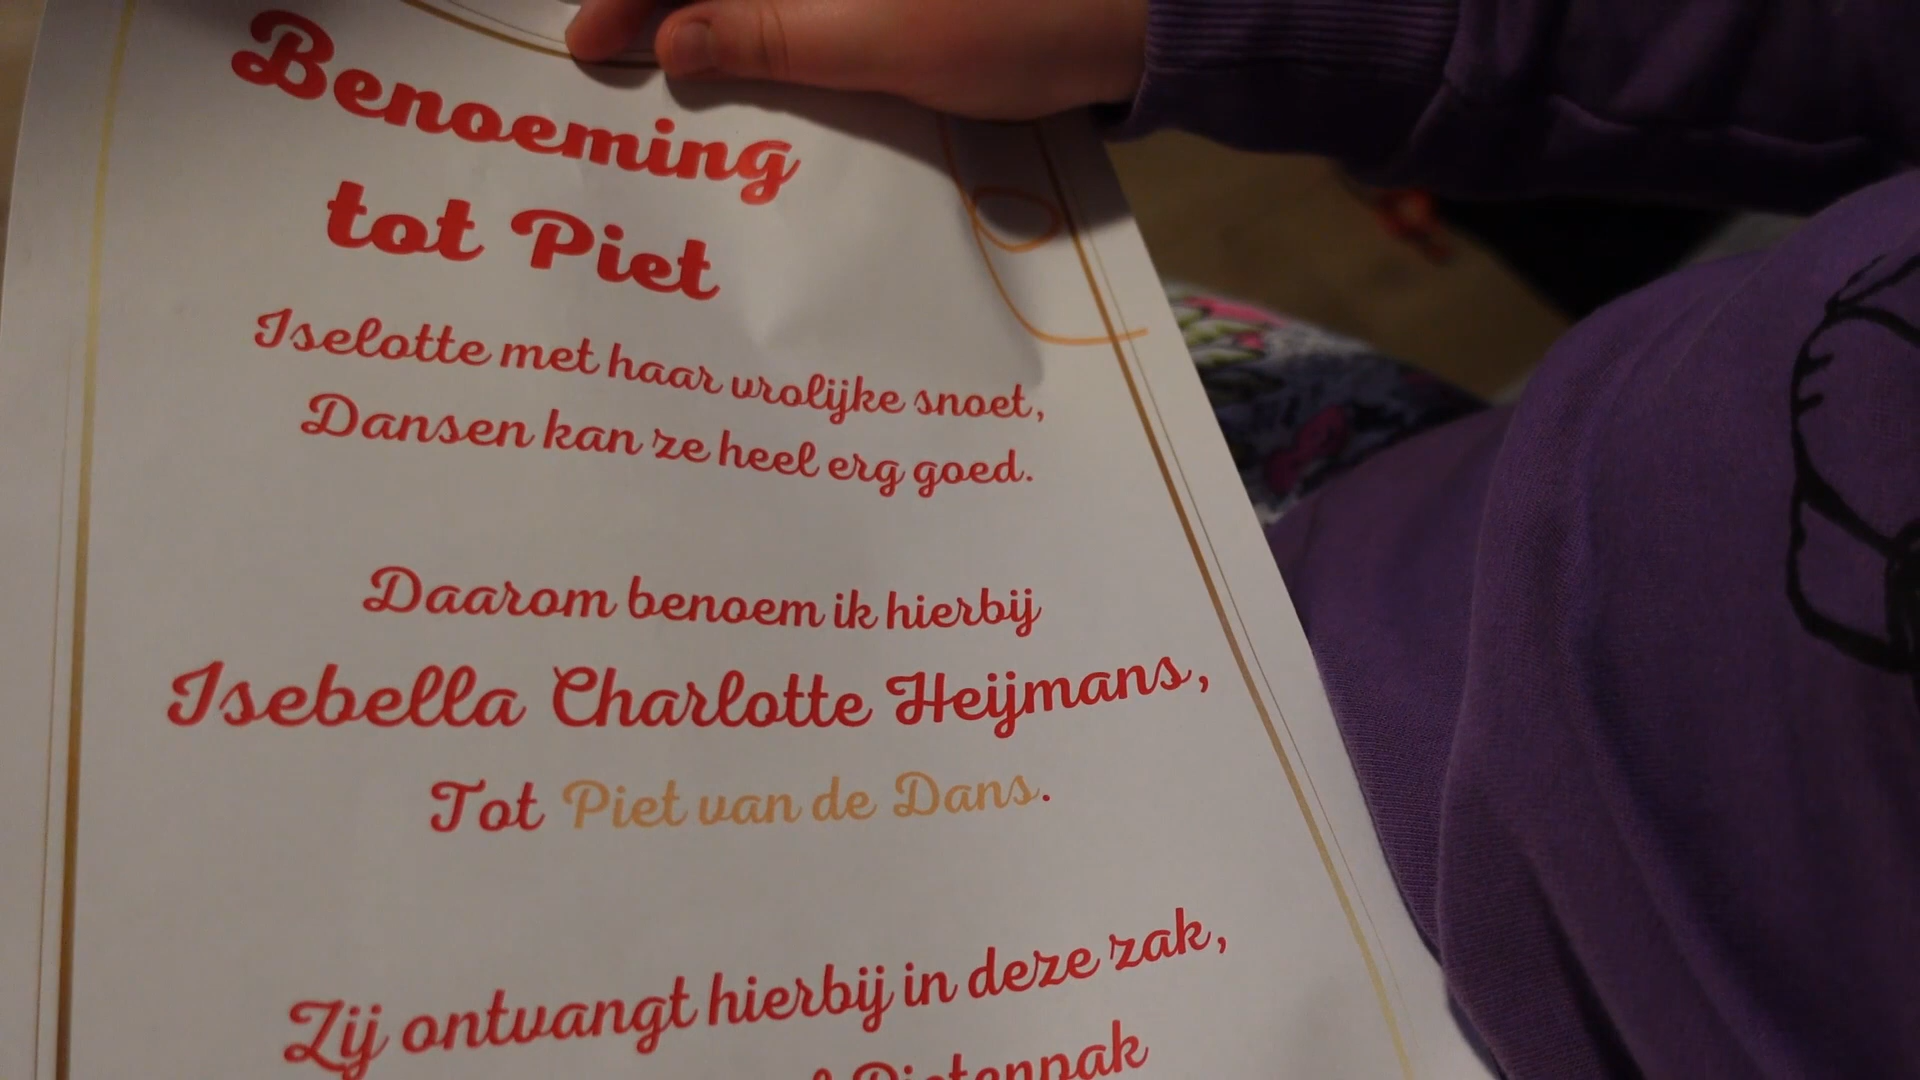 Benoeming
tot Piet
Iselotte met haar vrolijke snoet,
Dansen kan ze heel erg goed.
Daarom benoem ik hierbij
Isebella Charlotte Heijmans,
Tot Piet van de Dans.
Zij ontvangt hierbij in deze zak,
Pietenpak